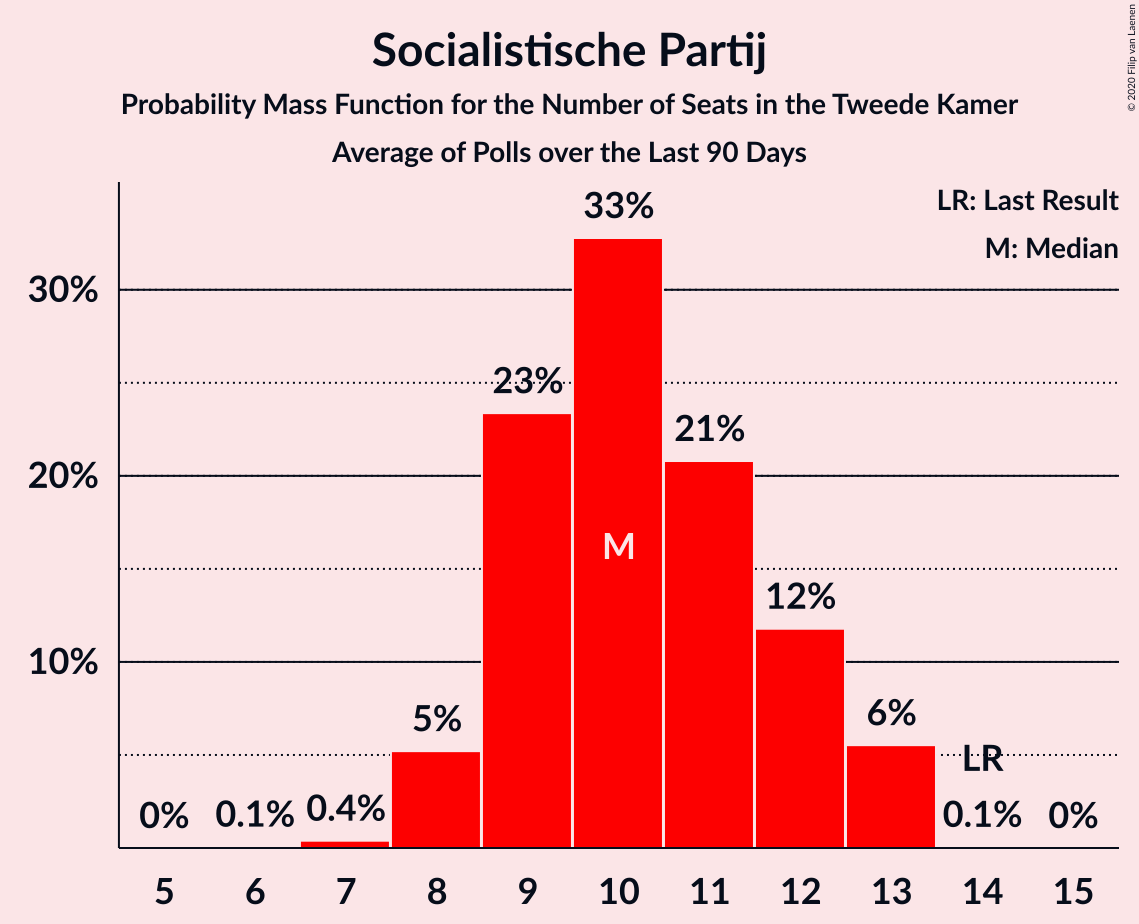 Socialistische Partij
Probability Mass Function for the Number of Seats in the Tweede Kamer
Average of Polls over the Last 90 Days
© 2020 Filip van Laenen
LR: Last Result
M: Median
33%
30%
23%
21%
20%
M
12%
10%
6%
5%
LR
0%
0.1%
0.4%
0.1%
0%
5 6 7 8 9 10 11 12 13 14 15